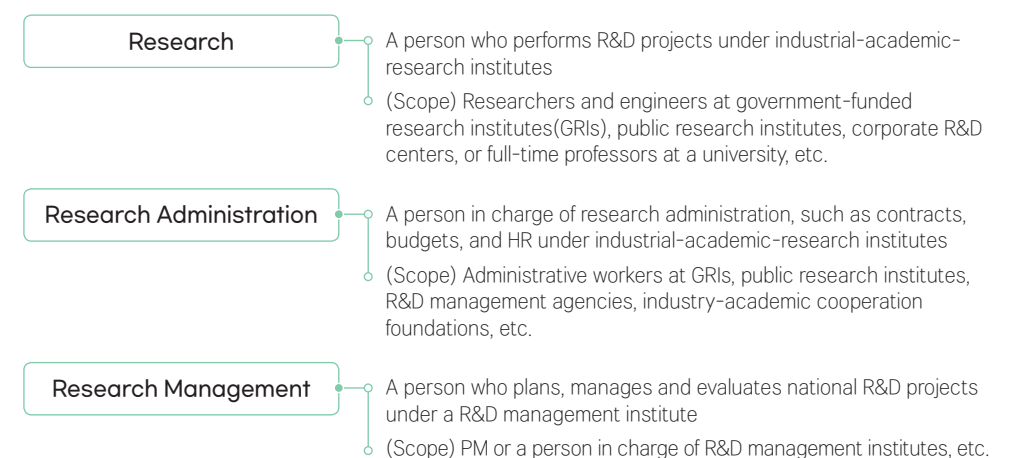 Research
A person who performs R&D projects under industrial-academic-
research institutes
(Scope) Researchers and engineers at government-funded
research institutes(GRIs), public research institutes, corporate R&D
centers, or full-time professors at a university, etc.
Research Administration
A person in charge of research administration, such as contracts,
budgets, and HR under industrial-academic-research institutes
(Scope) Administrative workers at GRIs, public research institutes,
R&D management agencies, industry-academic cooperation
foundations, etc.
Research Management
A person who plans, manages and evaluates national R&D projects
under a R&D management institute
(Scope) PM or a person in charge of R&D management institutes, etc.